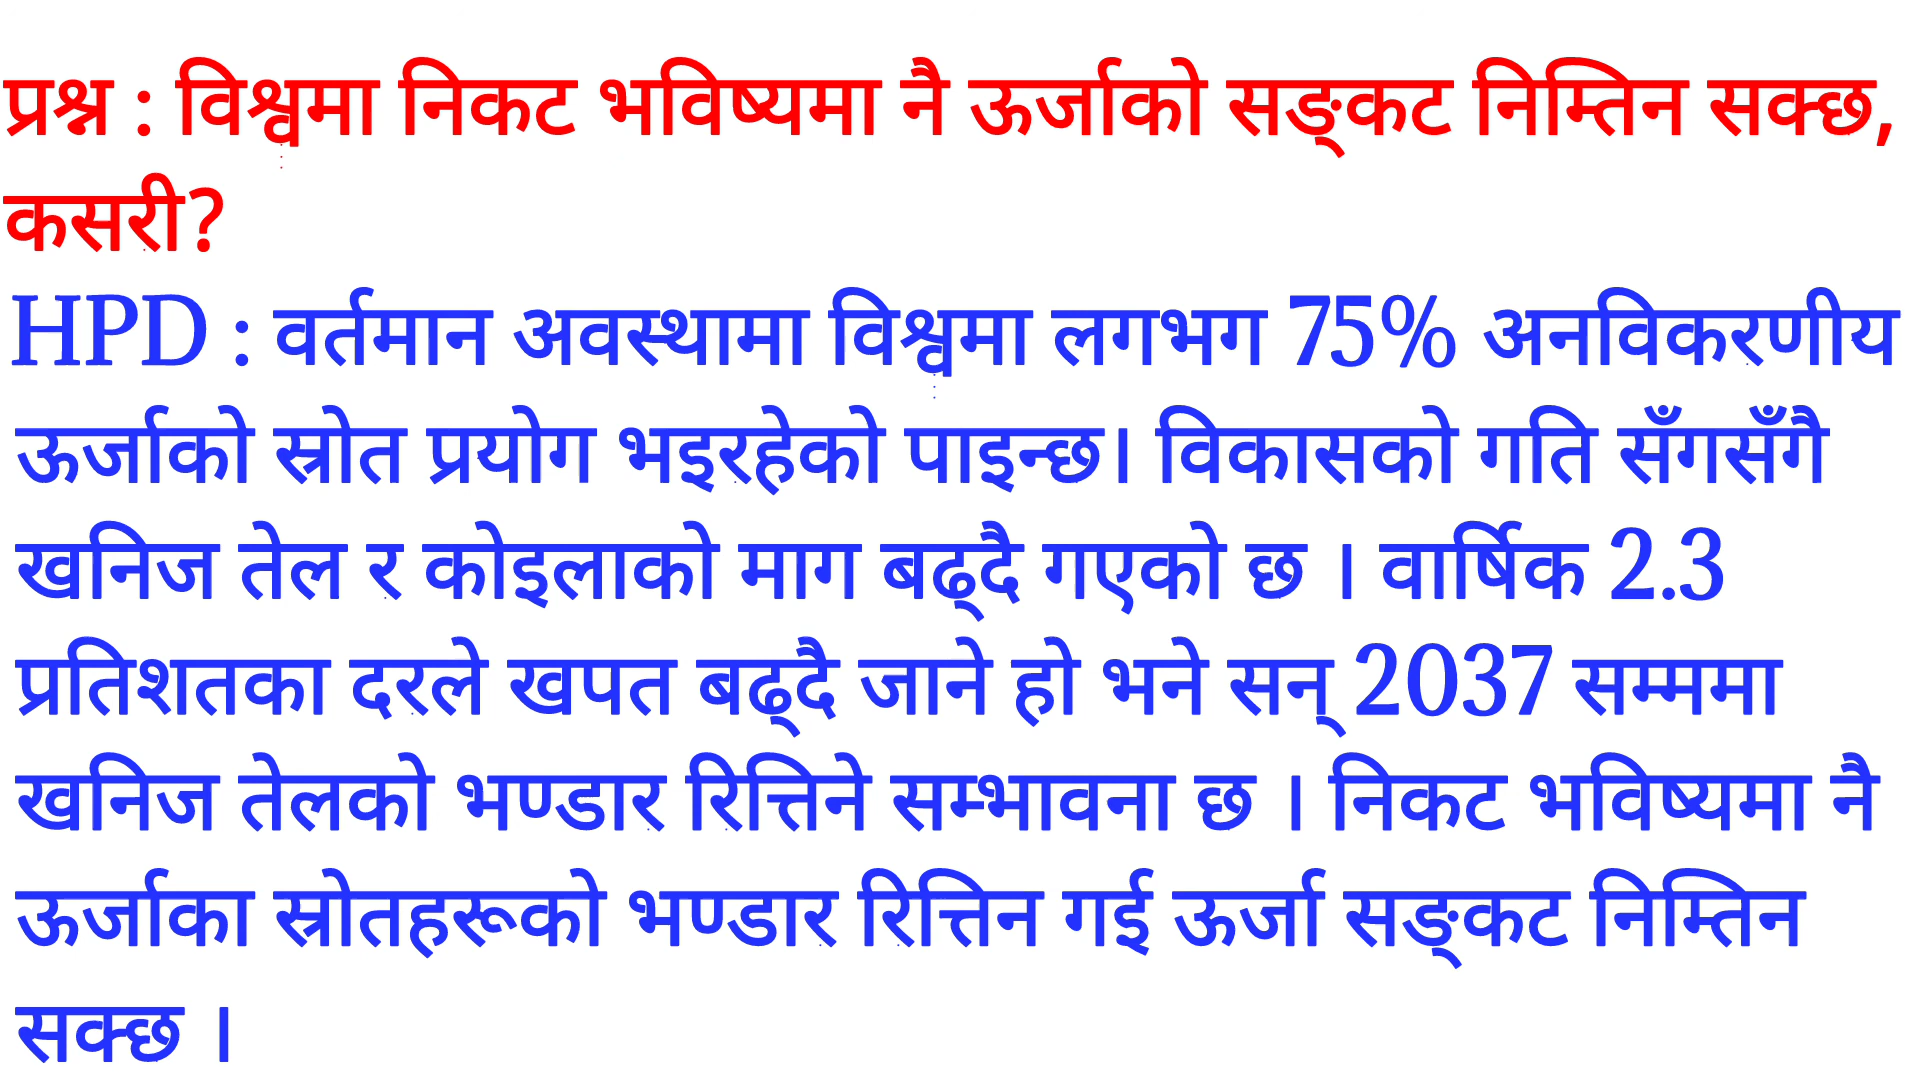 प्रश्न : विश्वमा निकट भविष्यमा नै ऊर्जाको सङ्कट निम्तिन सक्छ,
कसरी?
HPD : वर्तमान अवस्थामा विश्वमा लगभग 75% अनविकरणीय
ऊर्जाको स्रोत प्रयोग भइरहेको पाइन्छ। विकासको गति सँगसँगै
खनिज तेल र कोइलाको माग बढ्दै गएको छ । वार्षिक 2.3
प्रतिशतका दरले खपत बढ्दै जाने हो भने सन् 2037 सम्ममा
खनिज तेलको भण्डार रित्तिने सम्भावना छ । निकट भविष्यमा नै
ऊर्जाका स्रोतहरूको भण्डार रित्तिन गई ऊर्जा सङ्कट निम्तिन
सक्छ ।